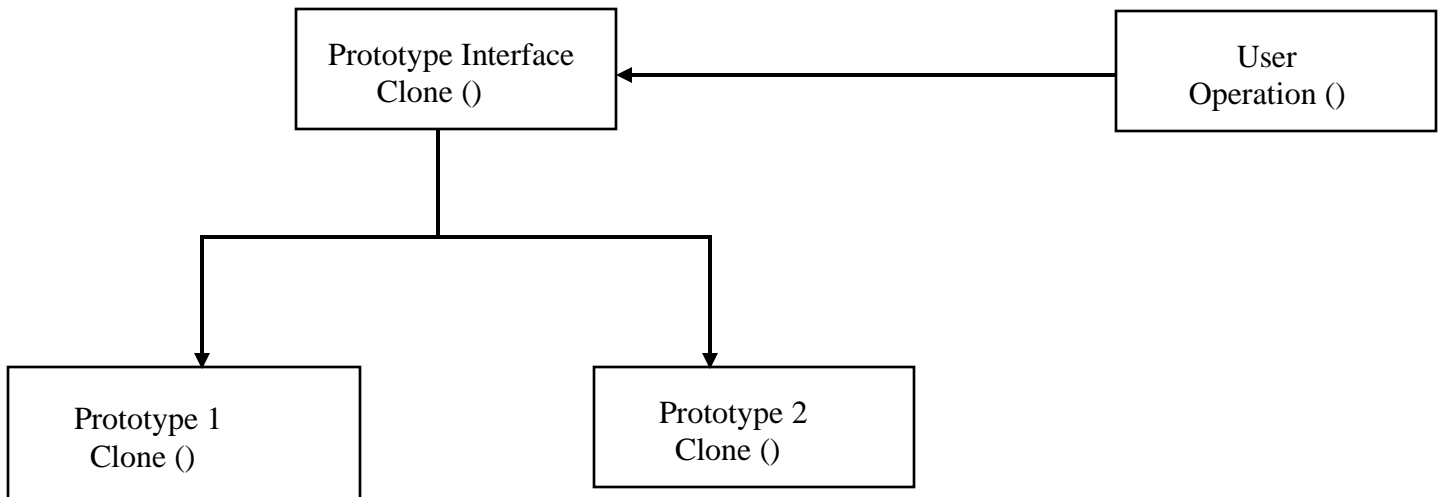 Prototype Interface
Clone ()
User
Operation ()
Prototype 1
Clone ()
Prototype 2
Clone ()